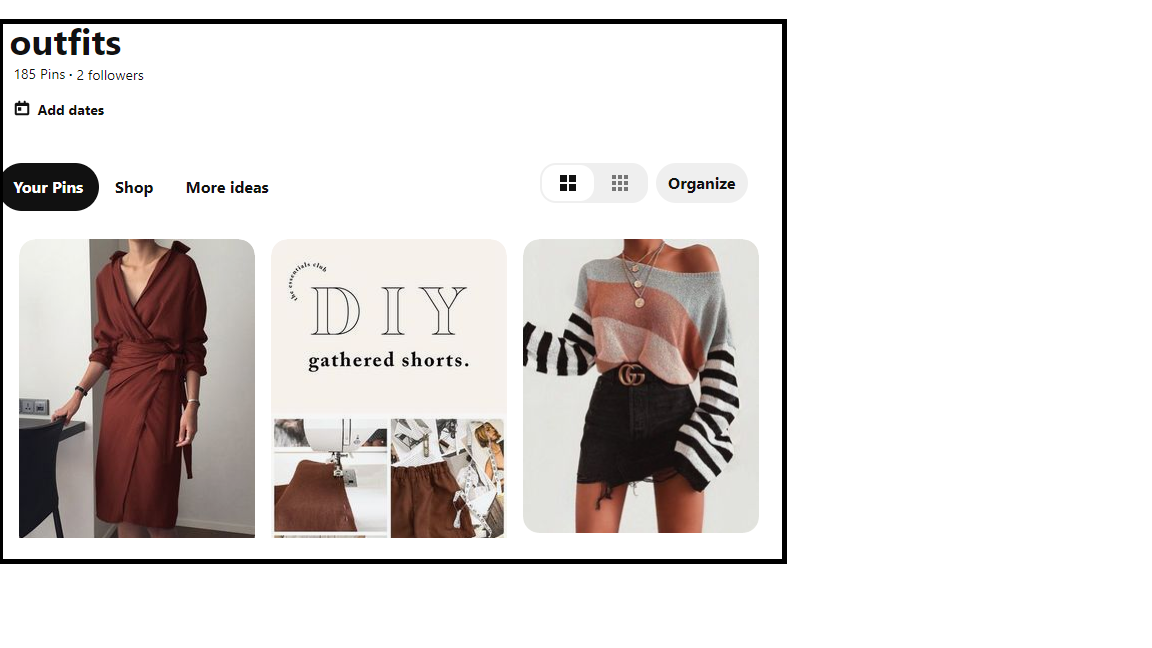 outfits
185 Pins · 2 followers
Add dates
Your Pins Shop More ideas Organize
the essentials club
DIY
gathered shorts.